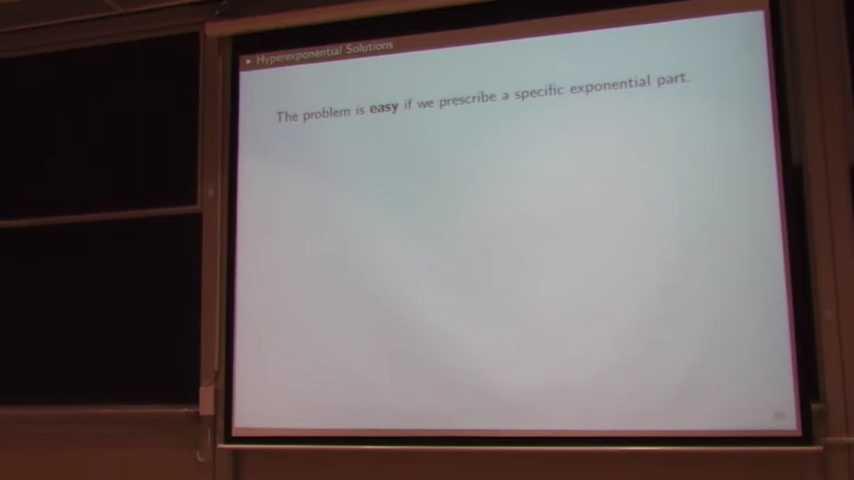 ▸ Hyperexponential Solutions
The problem is easy if we prescribe a specific exponential part.